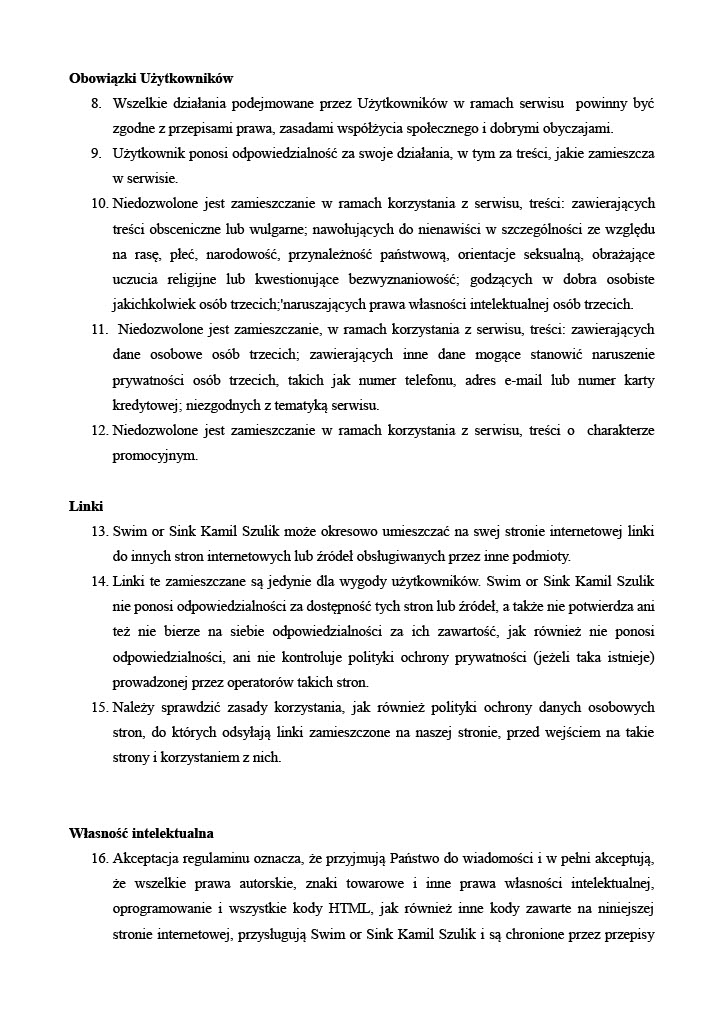 Obowiązki Użytkowników
8. Wszelkie działania podejmowane przez Użytkowników w ramach serwisu powinny być
zgodne z przepisami prawa, zasadami współżycia społecznego i dobrymi obyczajami.
9. Użytkownik ponosi odpowiedzialność za swoje działania, w tym za treści, jakie zamieszcza
w serwisie.
10. Niedozwolone jest zamieszczanie w ramach korzystania z serwisu, treści: zawierających
treści obsceniczne lub wulgarne; nawołujących do nienawiści w szczególności ze względu
na rasę, płeć, narodowość, przynależność państwową, orientacje seksualną, obrażające
uczucia religijne lub kwestionujące bezwyznaniowość; godzących w dobra osobiste
jakichkolwiek osób trzecich;'naruszających prawa własności intelektualnej osób trzecich.
11. Niedozwolone jest zamieszczanie, w ramach korzystania z serwisu, treści: zawierających
dane osobowe osób trzecich; zawierających inne dane mogące stanowić naruszenie
prywatności osób trzecich, takich jak numer telefonu, adres e-mail lub numer karty
kredytowej; niezgodnych z tematyką serwisu.
12. Niedozwolone jest zamieszczanie w ramach korzystania z serwisu, treści o charakterze
promocyjnym.
Linki
13. Swim or Sink Kamil Szulik może okresowo umieszczać na swej stronie internetowej linki
do innych stron internetowych lub źródeł obsługiwanych przez inne podmioty.
14. Linki te zamieszczane są jedynie dla wygody użytkowników. Swim or Sink Kamil Szulik
nie ponosi odpowiedzialności za dostępność tych stron lub źródeł, a także nie potwierdza ani
też nie bierze na siebie odpowiedzialności za ich zawartość, jak również nie ponosi
odpowiedzialności, ani nie kontroluje polityki ochrony prywatności (jeżeli taka istnieje)
prowadzonej przez operatorów takich stron.
15. Należy sprawdzić zasady korzystania, jak również polityki ochrony danych osobowych
stron, do których odsyłają linki zamieszczone na naszej stronie, przed wejściem na takie
strony i korzystaniem z nich.
Własność intelektualna
16. Akceptacja regulaminu oznacza, że przyjmują Państwo do wiadomości i w pełni akceptują,
że wszelkie prawa autorskie, znaki towarowe i inne prawa własności intelektualnej,
oprogramowanie i wszystkie kody HTML, jak również inne kody zawarte na niniejszej
stronie internetowej, przysługują Swim or Sink Kamil Szulik i są chronione przez przepisy